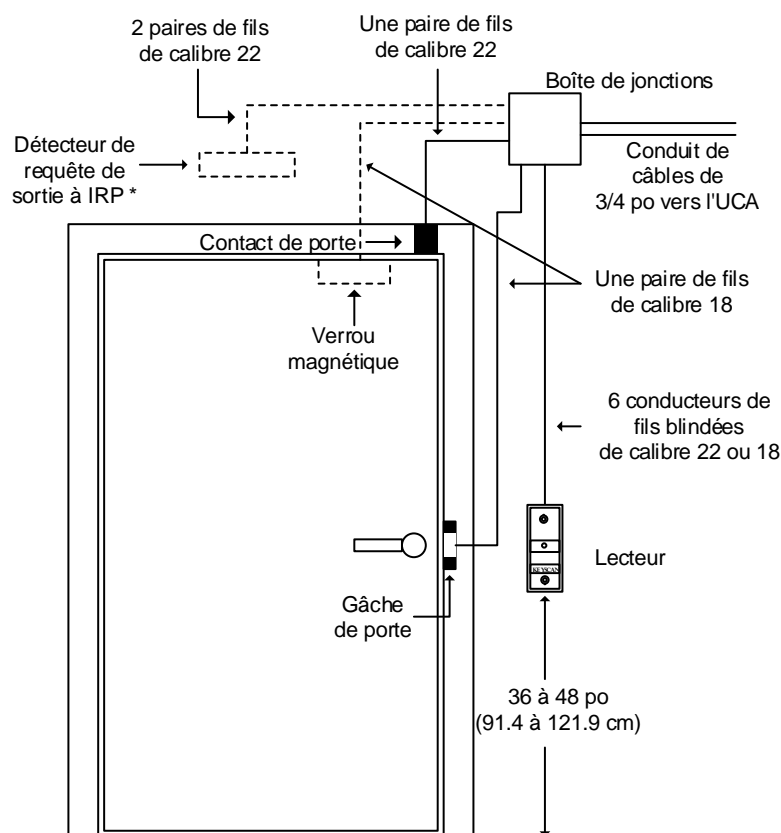 2 paires de fils
de calibre 22
Une paire de fils
de calibre 22
Boîte de jonctions
Détecteur de
requête de
sortie à IRP *
Conduit de
câbles de
3/4 po vers l'UCA
Contact de porte
Une paire de fils
de calibre 18
Verrou
magnétique
6 conducteurs de
fils blindées
de calibre 22 ou 18
KEYSCAN
Lecteur
Gâche
de porte
36 à 48 po
(91.4 à 121.9 cm)